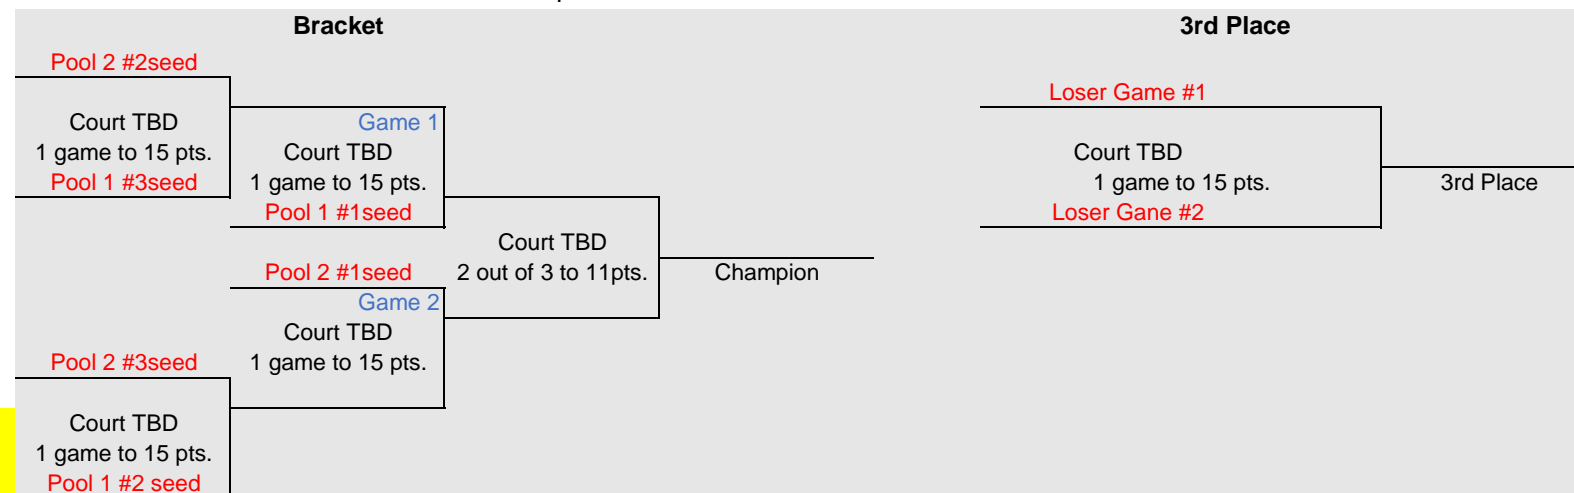 Bracket
3rd Place
Pool 2 #2seed
Loser Game #1
Court TBD
Game 1
1 game to 15 pts.
Court TBD
Court TBD
Pool 1 #3seed
1 game to 15 pts.
1 game to 15 pts.
3rd Place
Pool 1 #1seed
Loser Gane #2
Court TBD
Pool 2 #1seed
2 out of 3 to 11pts.
Champion
Game 2
Court TBD
Pool 2 #3seed
1 game to 15 pts.
Court TBD
1 game to 15 pts.
Pool 1 #2 seed